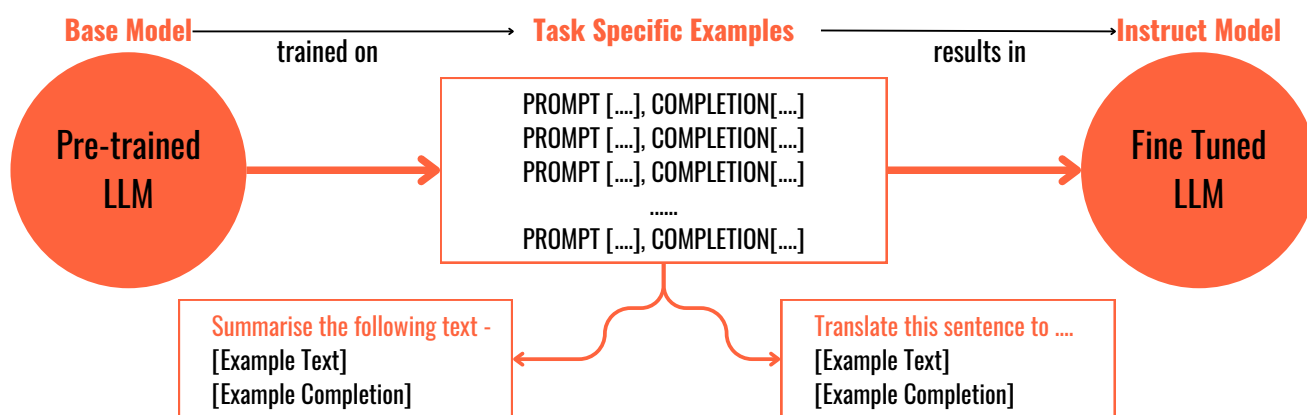 Base Model
trained on
Task Specific Examples
results in
Instruct Model
Pre-trained
LLM
PROMPT [....], COMPLETION[....]
PROMPT [....], COMPLETION[....]
PROMPT [....], COMPLETION[....]
......
PROMPT [....], COMPLETION[....]
Fine Tuned
LLM
Summarise the following text -
[Example Text]
[Example Completion]
Translate this sentence to ....
[Example Text]
[Example Completion]